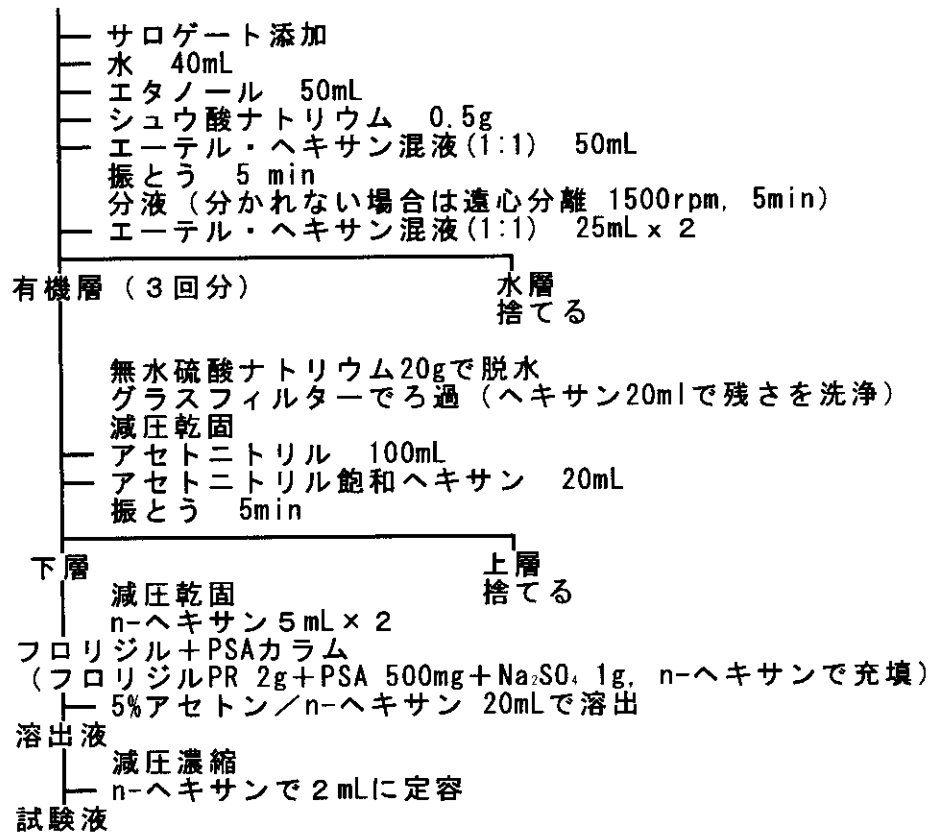 サロゲート添加
水 40mL
エタノール 50mL
シュウ酸ナトリウム 0.5g
エーテル・ヘキサン混液(1:1) 50mL
振とう 5 min
分液 (分かれない場合は遠心分離 1500rpm, 5min)
エーテル・ヘキサン混液(1:1) 25mL x 2
有機層 (3回分) 水層
捨てる
無水硫酸ナトリウム20gで脱水
グラスフィルターでろ過 (ヘキサン20mlで残さを洗浄)
減圧乾固
アセトニトリル 100mL
アセトニトリル飽和ヘキサン 20mL
振とう 5min
下層 上層
捨てる
減圧乾固
n-ヘキサン5mL×2
フロリジル+PSAカラム
(フロリジルPR 2g+PSA 500mg+Na₂SO₄ 1g, n-ヘキサンで充填)
5%アセトン/n-ヘキサン 20mLで溶出
溶出液
減圧濃縮
n-ヘキサンで2mLに定容
試験液